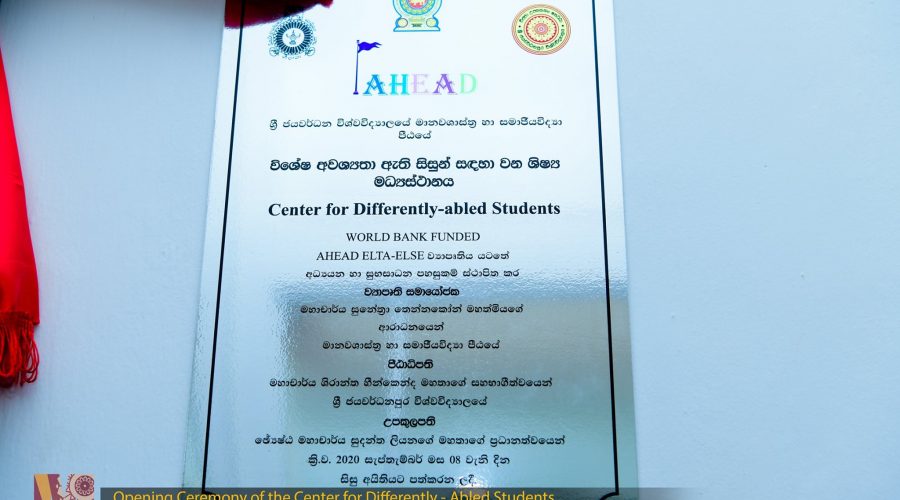 AHEAD
ශ්‍රී ජයවර්ධන විශ්වවිද්‍යාලයේ මානවශාස්ත්‍ර හා සමාජීයවිද්‍යා
පීඨයේ
විශේෂ අවශ්‍යතා ඇති සිසුන් සඳහා වන ශිෂ්‍ය
මධ්‍යස්ථානය
Center for Differently-abled Students
WORLD BANK FUNDED
AHEAD ELTA-ELSE ව්‍යාපෘතිය යටතේ
අධ්‍යයන හා සුභසාධන පහසුකම් ස්ථාපිත කර
ව්‍යාපෘති සමායෝජක
මහාචාර්ය සුනේත්‍රා තෙන්නකෝන් මහත්මියගේ
ආරාධනයෙන්
මානවශාස්ත්‍ර හා සමාජීයවිද්‍යා පීඨයේ
පීඨාධිපති
මහාචාර්ය ශිරාන්ත හීන්කෙන්ද මහතාගේ සහභාගීත්වයෙන්
ශ්‍රී ජයවර්ධනපුර විශ්වවිද්‍යාලයේ
උපකුලපති
ජ්‍යෙෂ්ඨ මහාචාර්ය සුදන්ත ලියනගේ මහතාගේ ප්‍රධානත්වයෙන්
ක්‍රි.ව. 2020 සැප්තැම්බර් මස 08 වැනි දින
සිසු අයිතියට පත්කරන ලදී.
Opening Ceremony of the Center for Differently - Abled Students